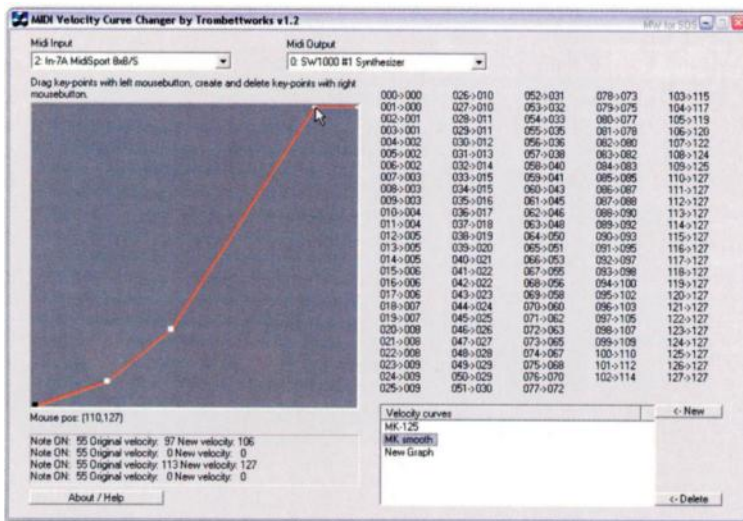 MIDI Velocity Curve Changer by Trombettworks v1.2
MW for SOS
Midi Input
Midi Output
2: In-7A MidiSport 8x8/S
0: SW1000 #1 Synthesizer
Drag key-points with left mousebutton, create and delete key-points with right
mousebutton.
000->000 026->010 052->031 078->073 103->115
001->000 027->010 053->032 079->075 104->117
002->001 028->011 054->033 080->077 105->119
003->001 029->011 055->035 081->078 106->120
004->002 030->012 056->036 082->080 107->122
005->002 031->013 057->038 083->082 108->124
006->002 032->014 058->040 084->083 109->125
007->003 033->015 059->041 085->085 110->127
008->003 034->015 060->043 086->087 111->127
009->003 035->016 061->045 087->088 112->127
010->004 036->017 062->046 088->090 113->127
011->004 037->018 063->048 089->092 114->127
012->005 038->019 064->050 090->093 115->127
013->005 039->020 065->051 091->095 116->127
014->005 040->021 066->053 092->097 117->127
015->006 041->022 067->055 093->098 118->127
016->006 042->022 068->056 094->100 119->127
017->006 043->023 069->058 095->102 120->127
018->007 044->024 070->060 096->103 121->127
019->007 045->025 071->062 097->105 122->127
020->008 046->026 072->063 098->107 123->127
021->008 047->027 073->065 099->109 124->127
022->008 048->028 074->067 100->110 125->127
023->009 049->029 075->068 101->112 126->127
024->009 050->029 076->070 102->114 127->127
025->009 051->030 077->072
Mouse pos: (110,127)
Note ON: 55 Original velocity: 97 New velocity: 106
Note ON: 55 Original velocity: 0 New velocity: 0
Note ON: 55 Original velocity: 113 New velocity: 127
Note ON: 55 Original velocity: 0 New velocity: 0
About / Help
Velocity curves
MK-125
MK smooth
New Graph
<- New
<- Delete